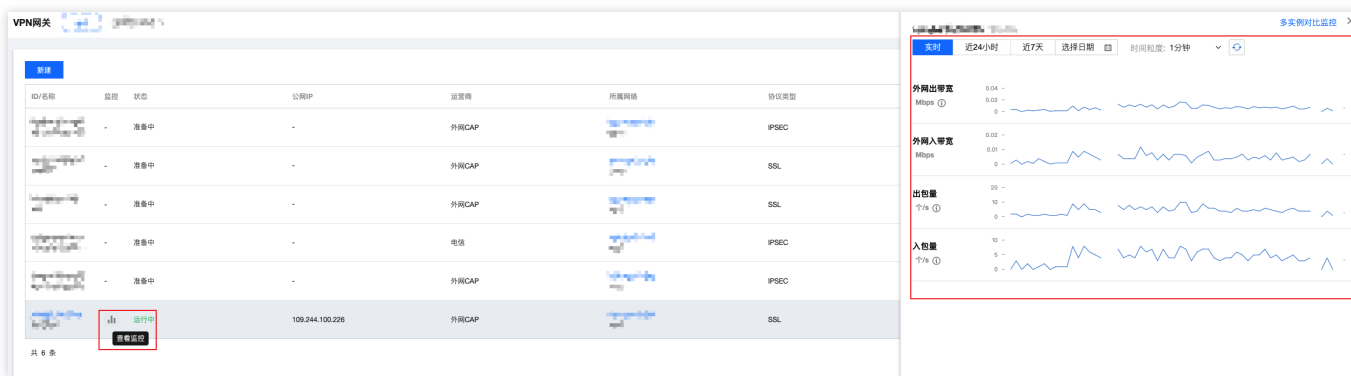 VPN网关
新建
ID/名称 监控 状态 公网IP 运营商 所属网络 协议类型
- 准备中 - 外网CAP IPSEC
- 准备中 - 外网CAP SSL
- 准备中 - 外网CAP SSL
- 准备中 - 电信 IPSEC
- 准备中 - 外网CAP IPSEC
运行中 109.244.100.226 外网CAP SSL
查看监控
共 6 条
多实例对比监控
实时 近24小时 近7天 选择日期 时间粒度: 1分钟
外网出带宽
Mbps
0.04
0.02
0
外网入带宽
Mbps
0.02
0.01
0
出包量
个/s
20
10
0
入包量
个/s
10
5
0